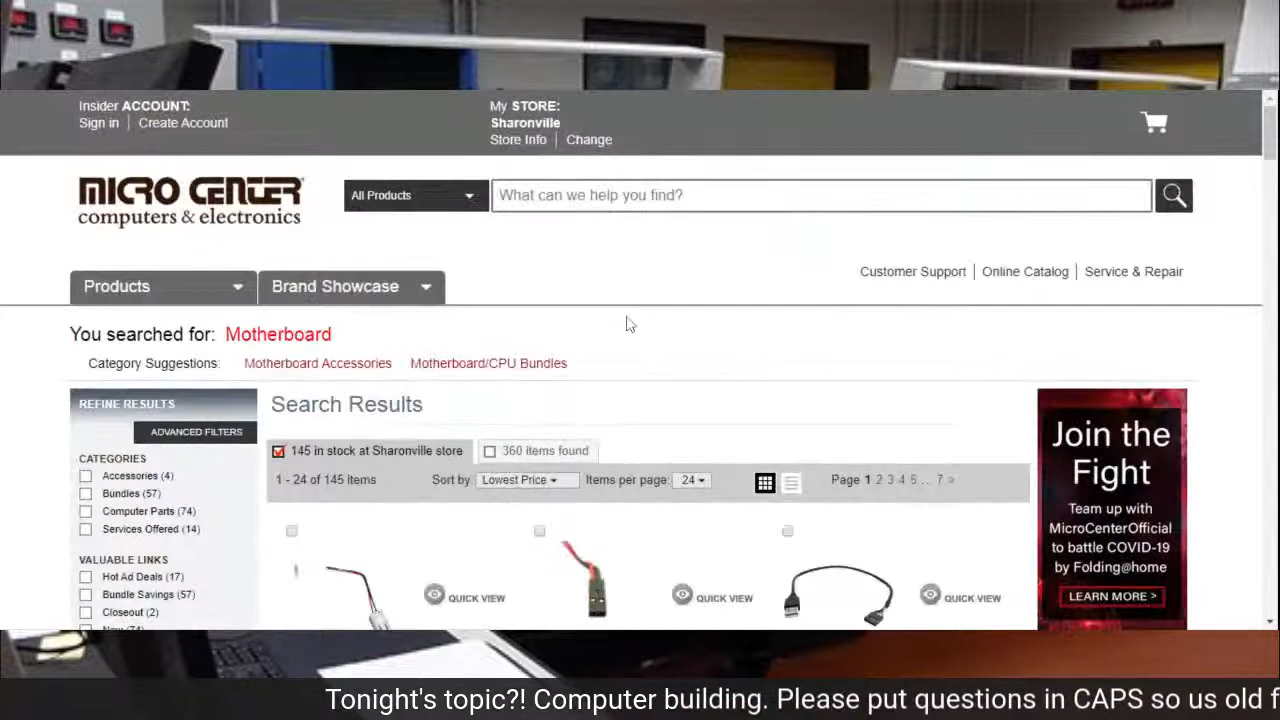 Insider ACCOUNT:
Sign in | Create Account
My STORE:
Sharonville
Store Info | Change
MICRO CENTER
computers & electronics
All Products
What can we help you find?
Customer Support | Online Catalog | Service & Repair
Products
Brand Showcase
You searched for: Motherboard
Category Suggestions: Motherboard Accessories Motherboard/CPU Bundles
REFINE RESULTS
ADVANCED FILTERS
CATEGORIES
Accessories (4)
Bundles (57)
Computer Parts (74)
Services Offered (14)
VALUABLE LINKS
Hot Ad Deals (17)
Bundle Savings (57)
Closeout (2)
Search Results
145 in stock at Sharonville store
360 items found
1 - 24 of 145 items
Sort by Lowest Price
Items per page: 24
Page 1 2 3 4 5 ... 7 >
QUICK VIEW
QUICK VIEW
QUICK VIEW
Join the
Fight
Team up with
MicroCenterOfficial
to battle COVID-19
by Folding@home
LEARN MORE >
Tonight's topic?! Computer building. Please put questions in CAPS so us old